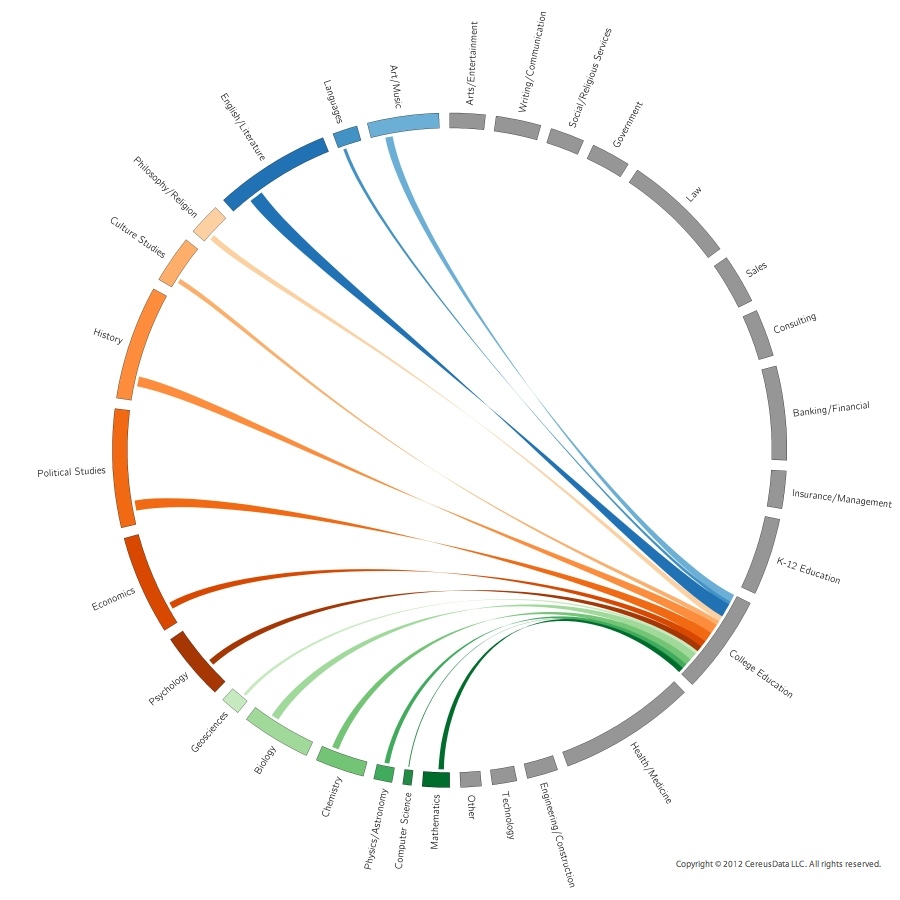 Arts/Entertainment
Writing/Communication
Social/Religious Services
Government
Law
Sales
Consulting
Banking/Financial
Insurance/Management
K-12 Education
College Education
Health/Medicine
Engineering/Construction
Technology
Other
Mathematics
Computer Science
Physics/Astronomy
Chemistry
Biology
Geosciences
Psychology
Economics
Political Studies
History
Culture Studies
Philosophy/Religion
English/Literature
Languages
Art/Music
Copyright © 2012 CereusData LLC. All rights reserved.